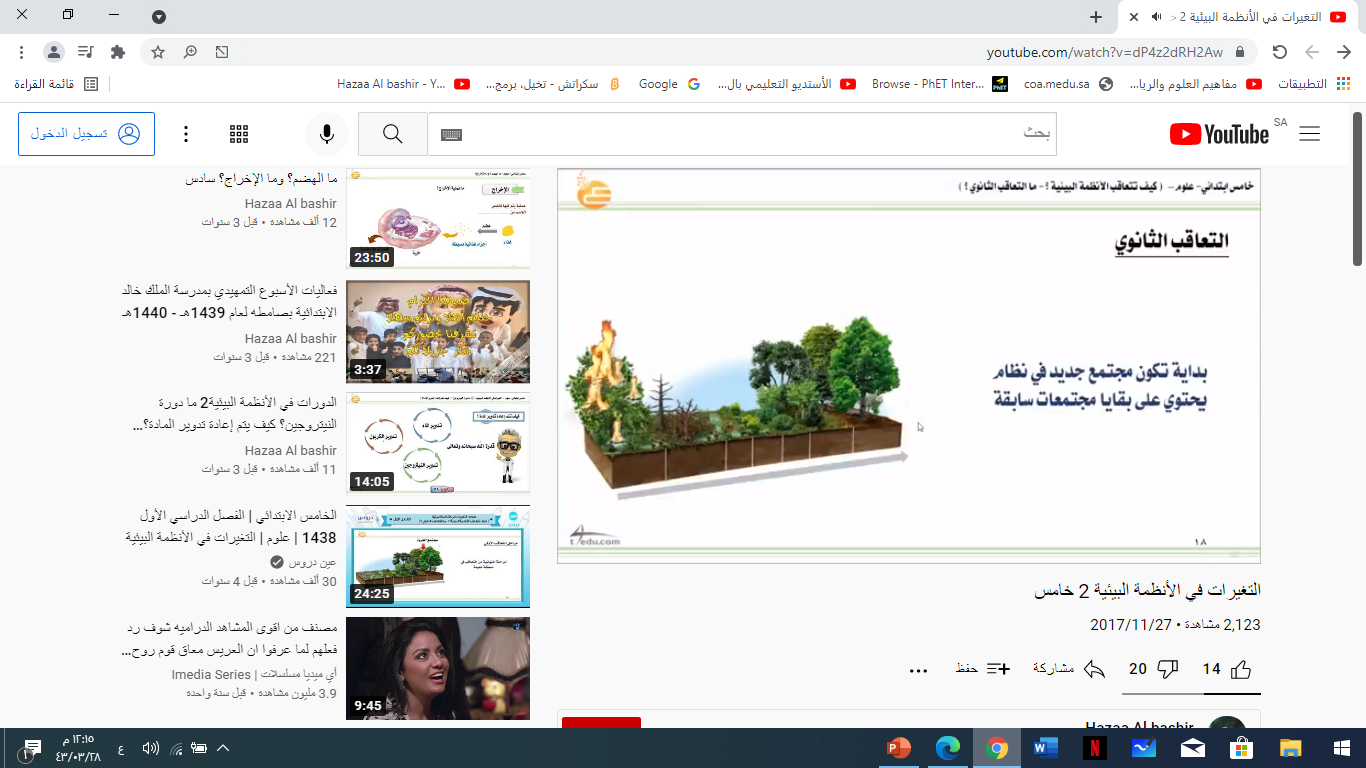 التغيرات في الأنظمة البيئية 2 <
youtube.com/watch?v=dP4z2dRH2Aw
التطبيقات
مفاهيم العلوم والريا...
coa.medu.sa
Browse - PhET Inter...
الأستديو التعليمي بال...
Google
سكراتش - تخيل، برمج...
Hazaa Al bashir - Y...
قائمة القراءة
YouTube SA
بحث
تسجيل الدخول
خامس ابتدائي- علوم – ( كيف تتعاقب الأنظمة البيئية ؟ - ما التعاقب الثانوي ؟ )
التعاقب الثانوي
بداية تكون مجتمع جديد في نظام
يحتوي على بقايا مجتمعات سابقة
t4edu.com
١٨
التغيرات في الأنظمة البيئية 2 خامس
2,123 مشاهدة • 2017/11/27
14
20
مشاركة
حفظ
Hazaa Al bashir
الإخراج
23:50
ما الهضم؟ وما الإخراج؟ سادس
Hazaa Al bashir
12 ألف مشاهدة • قبل 3 سنوات
3:37
فعاليات الأسبوع التمهيدي بمدرسة الملك خالد
الابتدائية بصامطه لعام 1439هـ - 1440هـ
Hazaa Al bashir
221 مشاهدة • قبل 3 سنوات
تدوير الماء
تدوير الكربون
تدوير النيتروجين
14:05
الدورات في الأنظمة البيئية2 ما دورة
النيتروجين؟ كيف يتم إعادة تدوير المادة؟...
Hazaa Al bashir
11 ألف مشاهدة • قبل 3 سنوات
24:25
الخامس الابتدائي | الفصل الدراسي الأول
1438 | علوم | التغيرات في الأنظمة البيئية
عين دروس
30 ألف مشاهدة • قبل 4 سنوات
9:45
مصنف من اقوى المشاهد الدراميه شوف رد
فعلهم لما عرفوا ان العريس معاق قوم روح...
أي ميديا مسلسلات | Imedia Series
3.9 مليون مشاهدة • قبل سنة واحدة
ع
١٢:١٥ م
٤٣/٠٣/٢٨